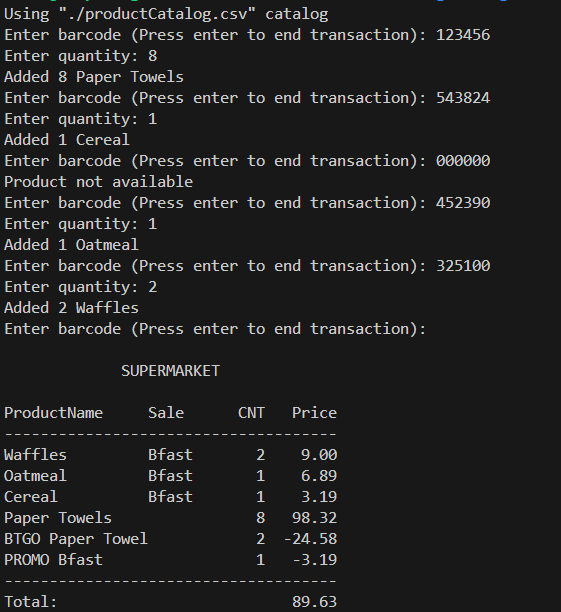 Using "./productCatalog.csv" catalog
Enter barcode (Press enter to end transaction): 123456
Enter quantity: 8
Added 8 Paper Towels
Enter barcode (Press enter to end transaction): 543824
Enter quantity: 1
Added 1 Cereal
Enter barcode (Press enter to end transaction): 000000
Product not available
Enter barcode (Press enter to end transaction): 452390
Enter quantity: 1
Added 1 Oatmeal
Enter barcode (Press enter to end transaction): 325100
Enter quantity: 2
Added 2 Waffles
Enter barcode (Press enter to end transaction):

             SUPERMARKET

ProductName     Sale      CNT   Price
-------------------------------------
Waffles         Bfast       2    9.00
Oatmeal         Bfast       1    6.89
Cereal          Bfast       1    3.19
Paper Towels                8   98.32
BTGO Paper Towel            2  -24.58
PROMO Bfast                 1   -3.19
-------------------------------------
Total:                          89.63